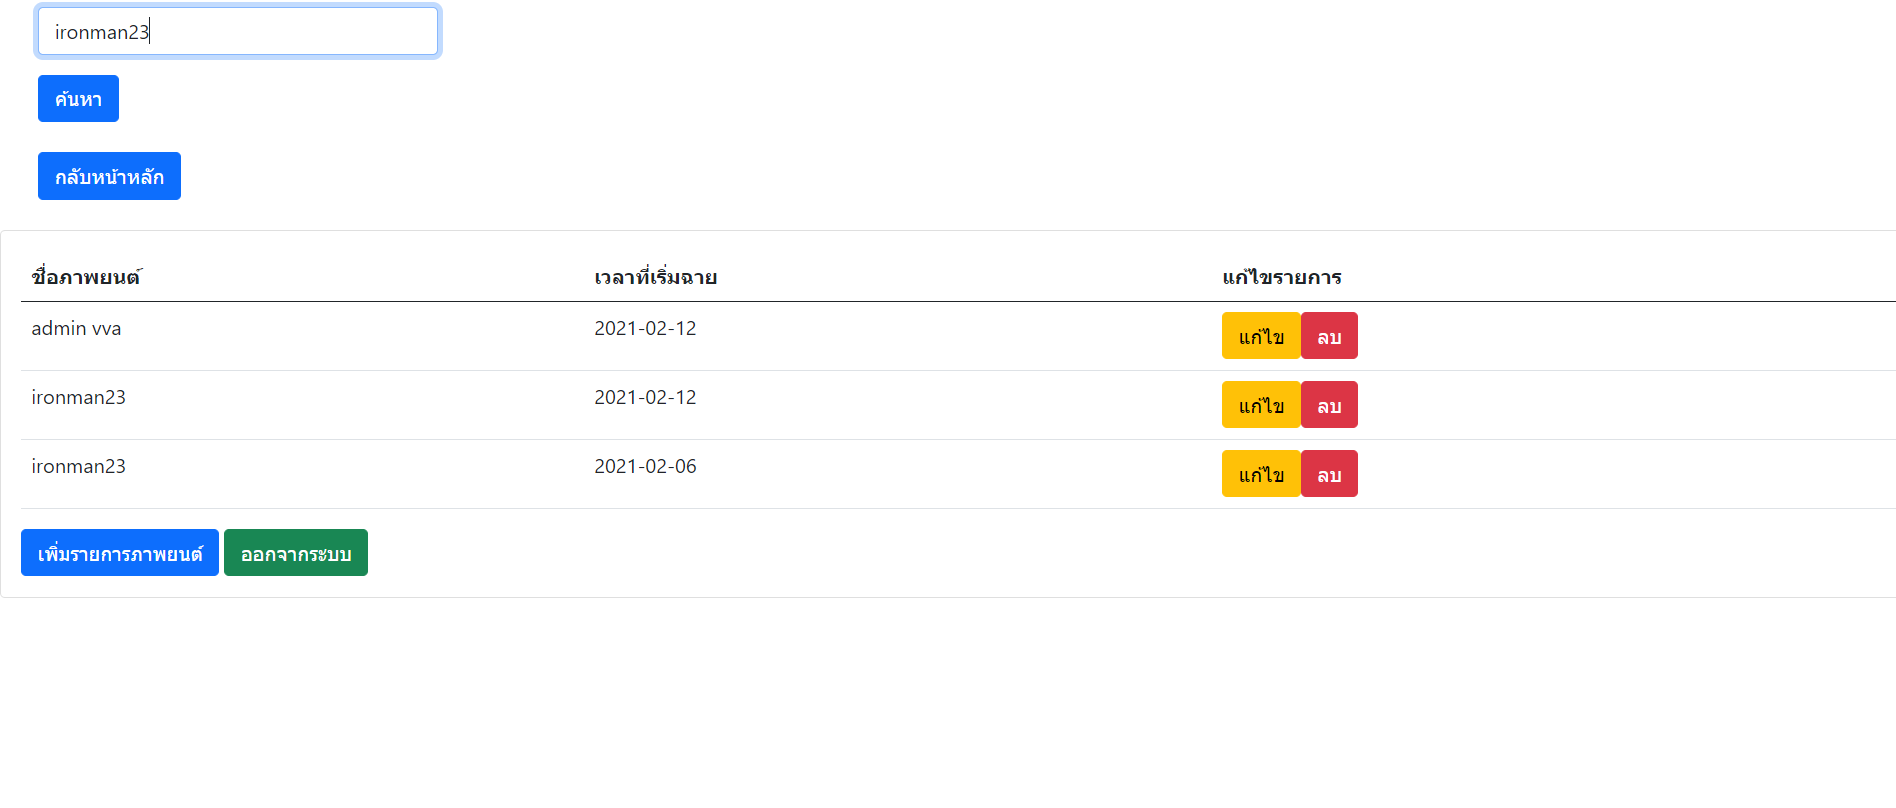 ironman23
ค้นหา
กลับหน้าหลัก
ชื่อภาพยนต์ เวลาที่เริ่มฉาย แก้ไขรายการ
admin vva 2021-02-12 แก้ไข ลบ
ironman23 2021-02-12 แก้ไข ลบ
ironman23 2021-02-06 แก้ไข ลบ
เพิ่มรายการภาพยนต์ ออกจากระบบ